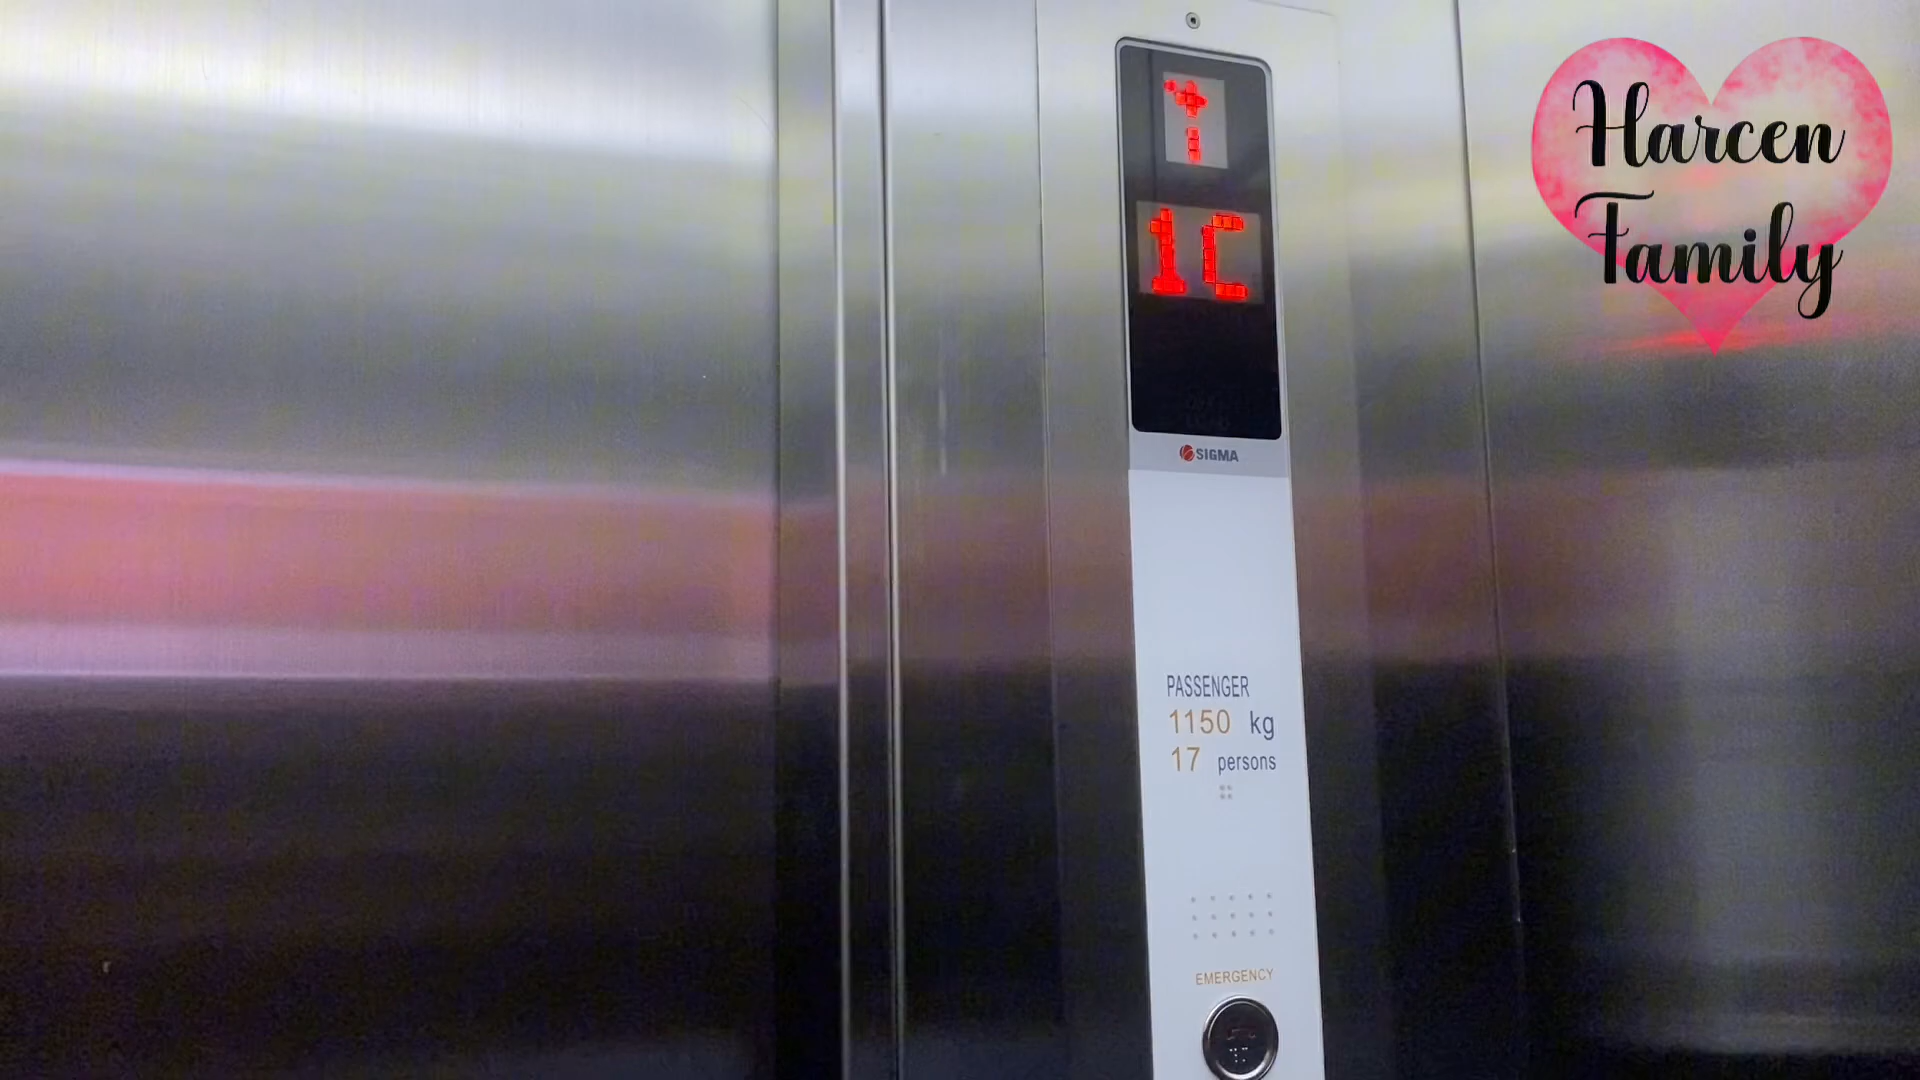 Harcen
Family
1C
SIGMA
PASSENGER
1150 kg
17 persons
EMERGENCY